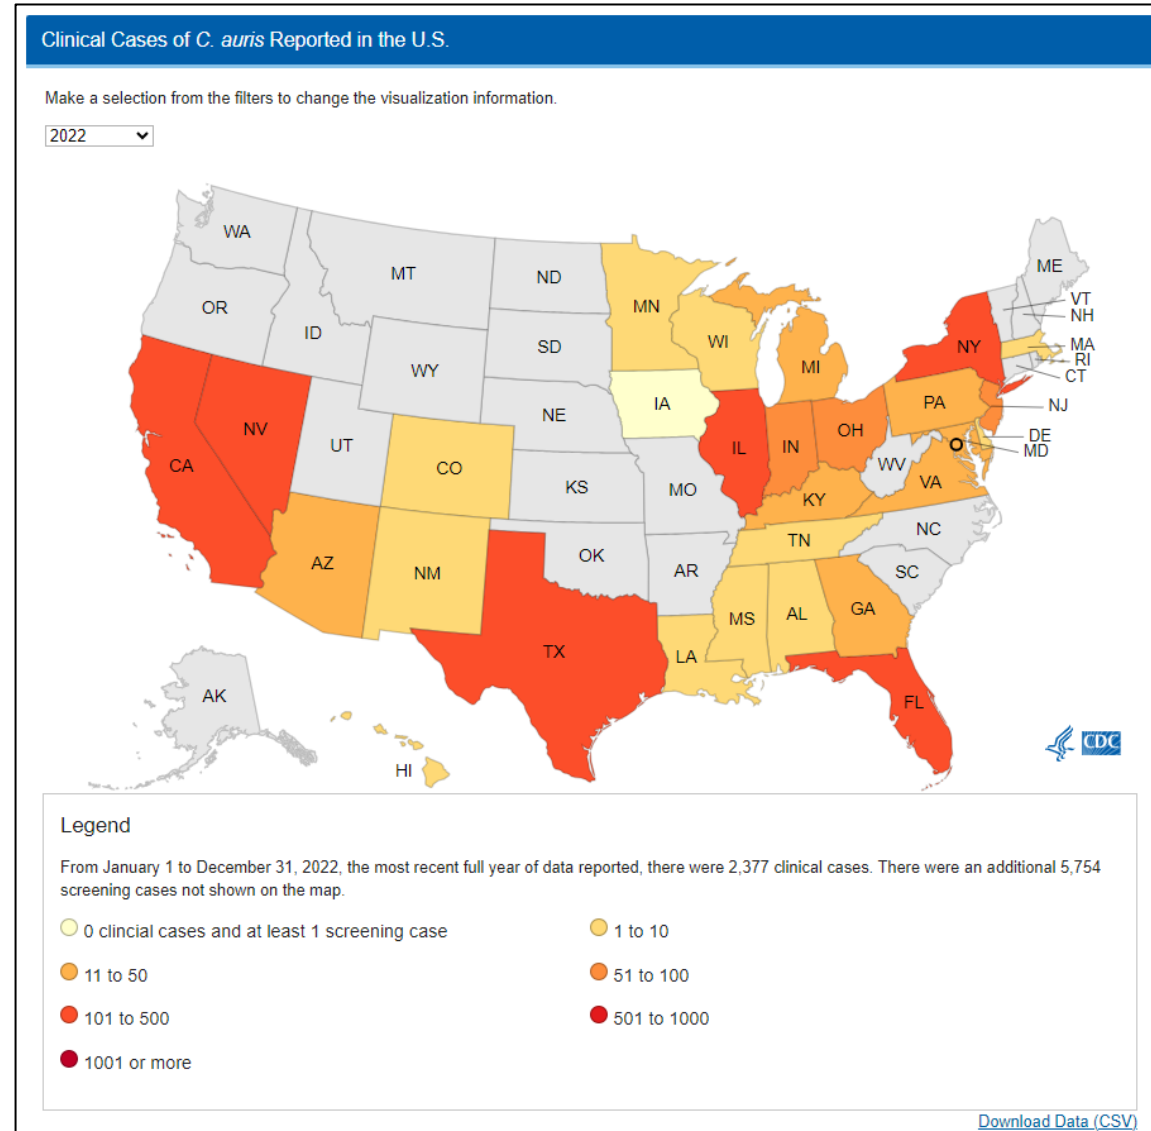 Clinical Cases of C. auris Reported in the U.S.
Make a selection from the filters to change the visualization information.
2022
WA
MT
ND
MN
ME
VT
NH
OR
ID
SD
WI
MI
NY
MA
RI
CT
WY
IA
PA
NJ
NE
NV
UT
CO
IL
IN
OH
DE
MD
CA
KS
MO
WV
VA
KY
NC
AZ
NM
OK
AR
TN
SC
MS
AL
GA
TX
LA
AK
FL
HI
CDC
Legend
From January 1 to December 31, 2022, the most recent full year of data reported, there were 2,377 clinical cases. There were an additional 5,754
screening cases not shown on the map.
0 clincial cases and at least 1 screening case
1 to 10
11 to 50
51 to 100
101 to 500
501 to 1000
1001 or more
Download Data (CSV)